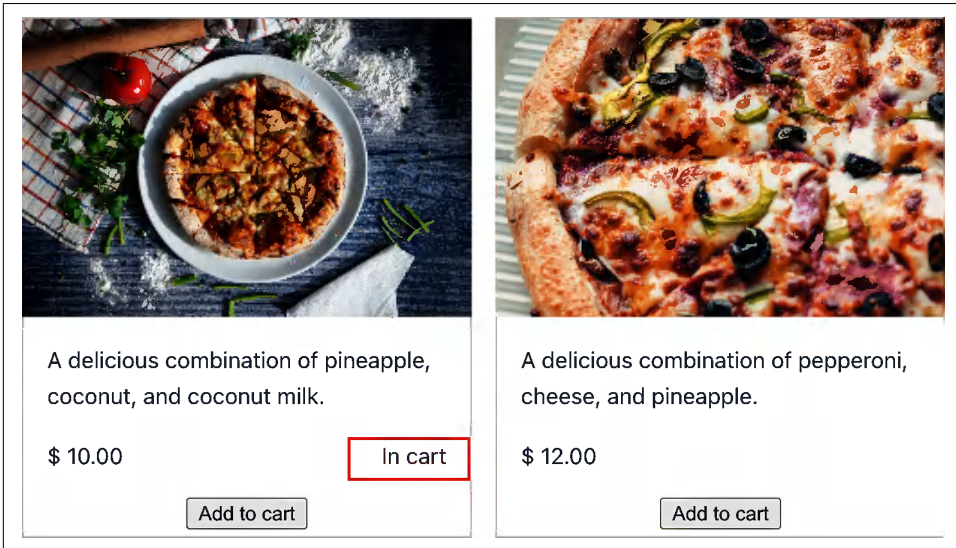 A delicious combination of pineapple,
coconut, and coconut milk.
$ 10.00
In cart
Add to cart
A delicious combination of pepperoni,
cheese, and pineapple.
$ 12.00
Add to cart